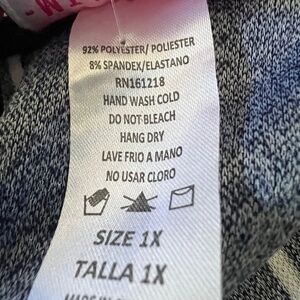 92% POLYESTER/ POLIESTER
8% SPANDEX/ELASTANO
RN161218
HAND WASH COLD
DO NOT BLEACH
HANG DRY
LAVE FRIO A MANO
NO USAR CLORO
SIZE 1X
TALLA 1X